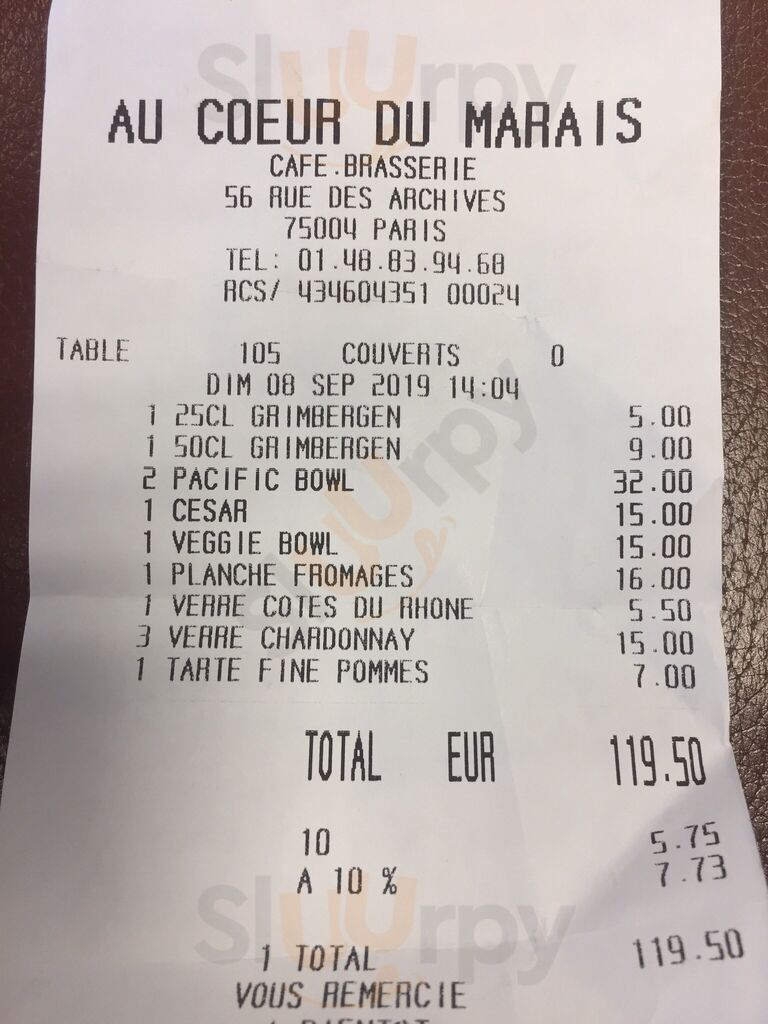 AU COEUR DU MARAIS
CAFE.BRASSERIE
56 RUE DES ARCHIVES
75004 PARIS
TEL: 01.48.83.94.68
RCS/ 434604351 00024
TABLE 105 COUVERTS 0
DIM 08 SEP 2019 14:04
1 25CL GRIMBERGEN 5.00
1 50CL GRIMBERGEN 9.00
2 PACIFIC BOWL 32.00
1 CESAR 15.00
1 VEGGIE BOWL 15.00
1 PLANCHE FROMAGES 16.00
1 VERRE COTES DU RHONE 5.50
3 VERRE CHARDONNAY 15.00
1 TARTE FINE POMMES 7.00
TOTAL EUR 119.50
10 5.75
A 10 % 7.73
1 TOTAL 119.50
VOUS REMERCIE
Sluurpy
Sluurpy
Sluurpy